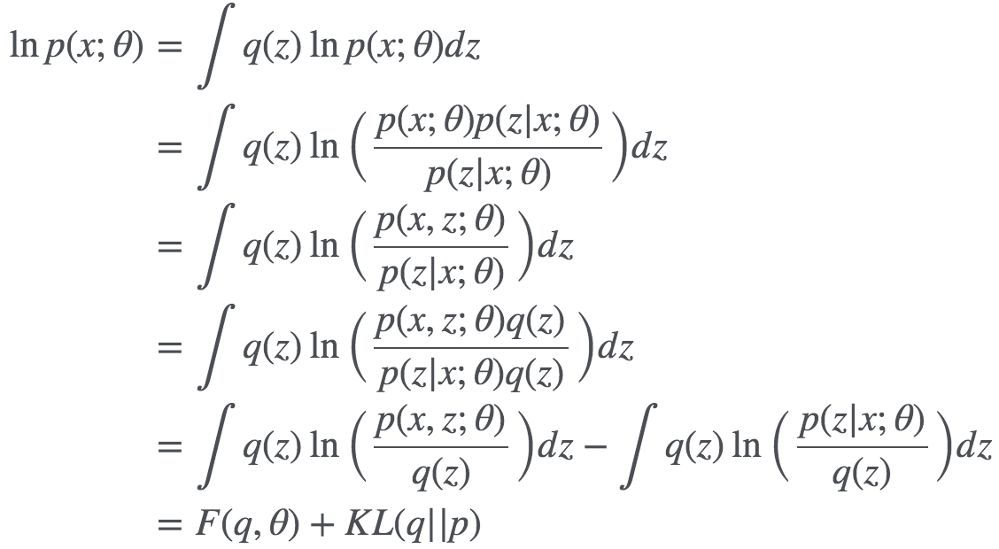 ln p(x; θ) = ∫ q(z) ln p(x; θ)dz
= ∫ q(z) ln ( p(x; θ)p(z|x; θ) / p(z|x; θ) ) dz
= ∫ q(z) ln ( p(x, z; θ) / p(z|x; θ) ) dz
= ∫ q(z) ln ( p(x, z; θ)q(z) / p(z|x; θ)q(z) ) dz
= ∫ q(z) ln ( p(x, z; θ) / q(z) ) dz − ∫ q(z) ln ( p(z|x; θ) / q(z) ) dz
= F(q, θ) + KL(q||p)